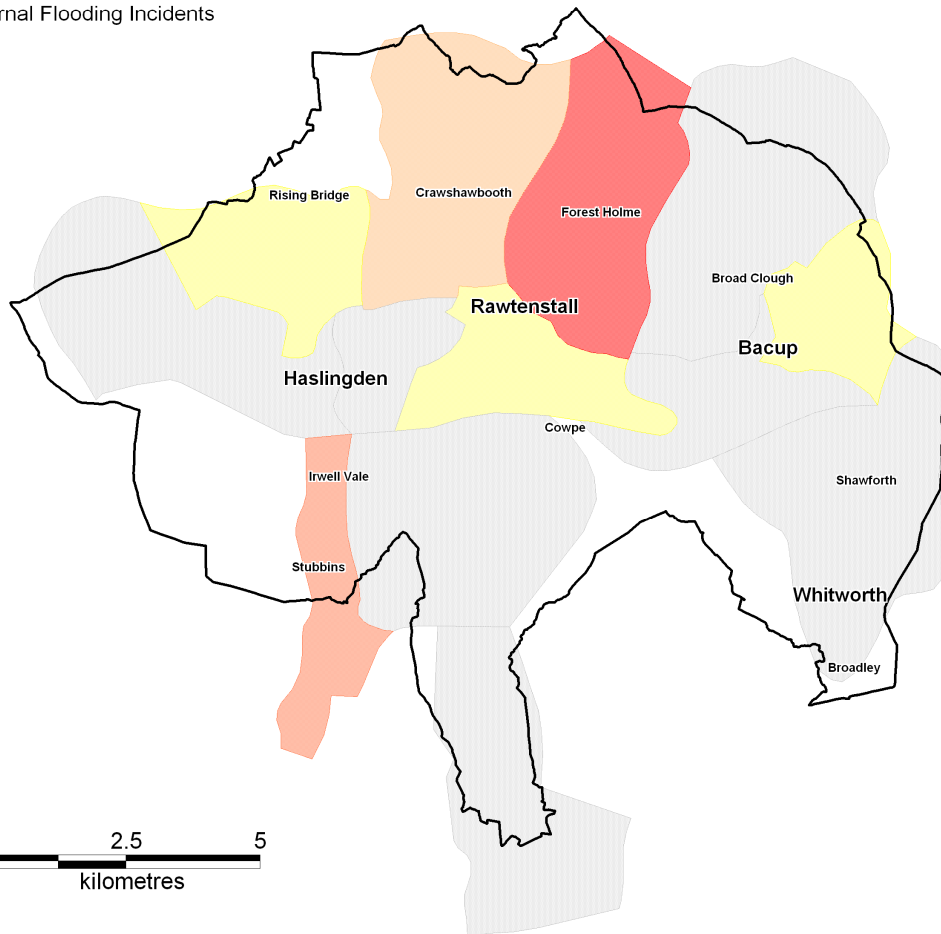 rnal Flooding Incidents
Rising Bridge
Crawshawbooth
Forest Holme
Broad Clough
Rawtenstall
Bacup
Haslingden
Cowpe
Irwell Vale
Shawforth
Stubbins
Whitworth
Broadley
2.5 5
kilometres